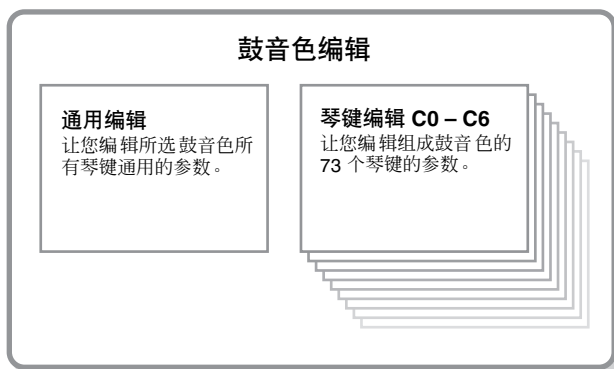 鼓音色编辑
通用编辑
让您编辑所选鼓音色所
有琴键通用的参数。
琴键编辑 C0 – C6
让您编辑组成鼓音色的
73 个琴键的参数。